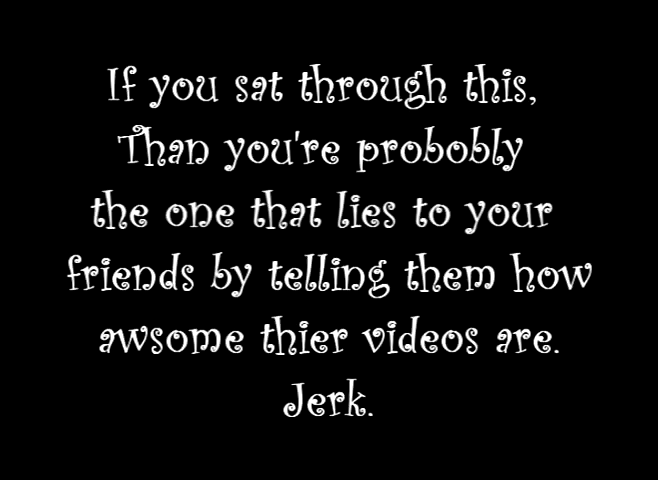 If you sat through this,
Than you're probobly
the one that lies to your
friends by telling them how
awsome thier videos are.
Jerk.